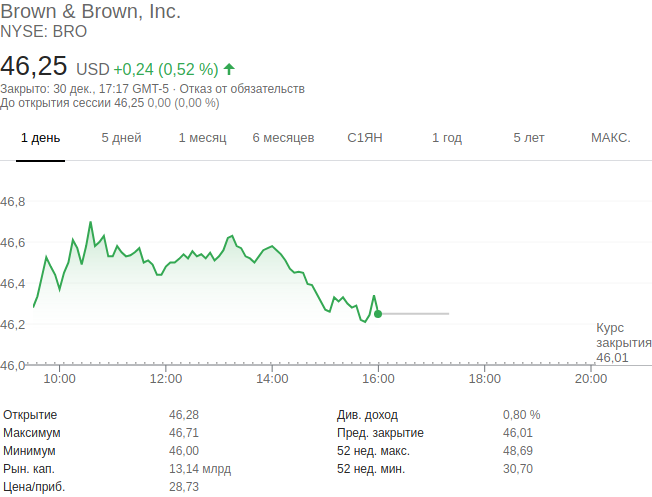 Brown & Brown, Inc.
NYSE: BRO
46,25 USD +0,24 (0,52 %)
Закрыто: 30 дек., 17:17 GMT-5 · Отказ от обязательств
До открытия сессии 46,25 0,00 (0,00 %)
1 день 5 дней 1 месяц 6 месяцев С1ЯН 1 год 5 лет МАКС.
46,8
46,6
46,4
46,2
Курс
закрытия
46,01
46,0
10:00 12:00 14:00 16:00 18:00 20:00
Открытие 46,28 Див. доход 0,80 %
Максимум 46,71 Пред. закрытие 46,01
Минимум 46,00 52 нед. макс. 48,69
Рын. кап. 13,14 млрд 52 нед. мин. 30,70
Цена/приб. 28,73